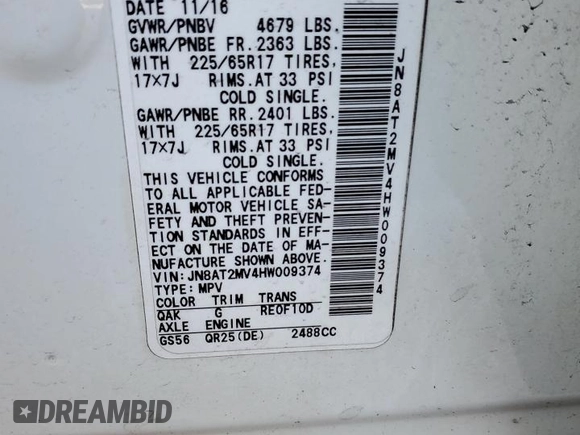 DATE 11/16
GVWR/PNBV 4679 LBS.
GAWR/PNBE FR. 2363 LBS.
WITH 225/65R17 TIRES,
17×7J RIMS.AT 33 PSI
COLD SINGLE.
GAWR/PNBE RR. 2401 LBS.
WITH 225/65R17 TIRES,
17×7J RIMS.AT 33 PSI
COLD SINGLE.
THIS VEHICLE CONFORMS
TO ALL APPLICABLE FED-
ERAL MOTOR VEHICLE SA-
FETY AND THEFT PREVEN-
TION STANDARDS IN EFF-
ECT ON THE DATE OF MA-
NUFACTURE SHOWN ABOVE.
VIN: JN8AT2MV4HW009374
TYPE: MPV
COLOR TRIM TRANS
QAK G RE0F10D
AXLE ENGINE
GS56 QR25(DE) 2488CC
JN8AT2MV4HW009374
DREAMBID